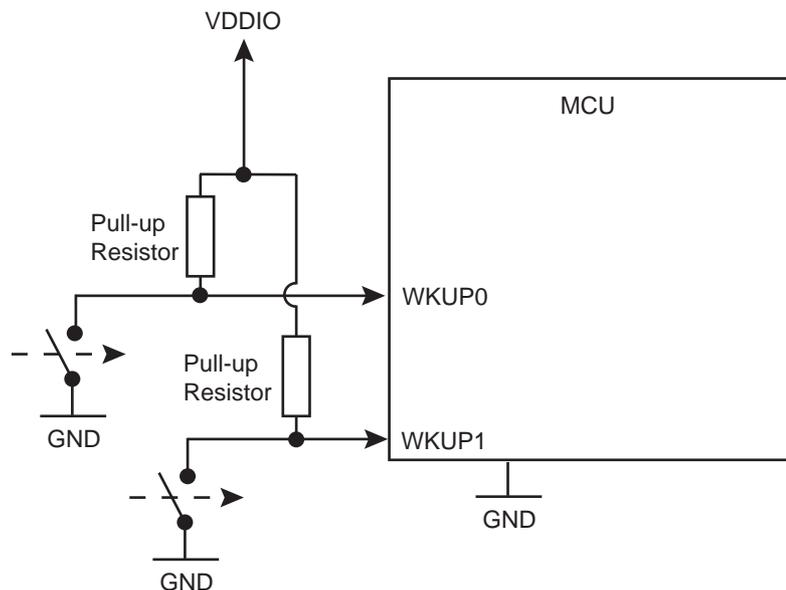 VDDIO
MCU
Pull-up
Resistor
WKUP0
Pull-up
Resistor
GND
WKUP1
GND
GND